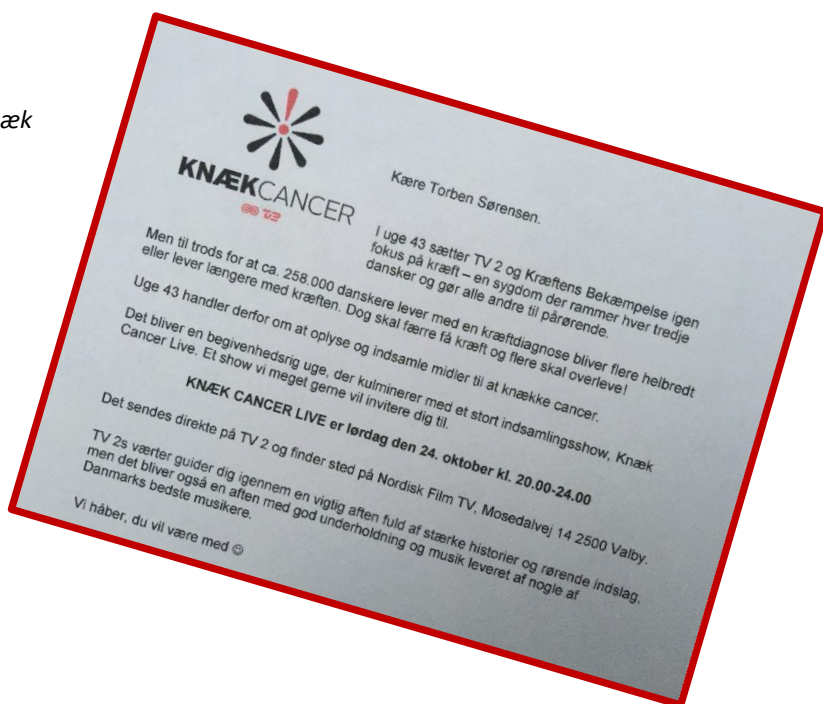 æk
KNÆKCANCER
TV2
Kære Torben Sørensen.
I uge 43 sætter TV 2 og Kræftens Bekæmpelse igen
fokus på kræft – en sygdom der rammer hver tredje
dansker og gør alle andre til pårørende.
Men til trods for at ca. 258.000 danskere lever med en kræftdiagnose bliver flere helbredt
eller lever længere med kræften. Dog skal færre få kræft og flere skal overleve!
Uge 43 handler derfor om at oplyse og indsamle midler til at knække cancer.
Det bliver en begivenhedsrig uge, der kulminerer med et stort indsamlingsshow, Knæk
Cancer Live. Et show vi meget gerne vil invitere dig til.
KNÆK CANCER LIVE er lørdag den 24. oktober kl. 20.00-24.00
Det sendes direkte på TV 2 og finder sted på Nordisk Film TV, Mosedalvej 14 2500 Valby.
TV 2s værter guider dig igennem en vigtig aften fuld af stærke historier og rørende indslag,
men det bliver også en aften med god underholdning og musik leveret af nogle af
Danmarks bedste musikere.
Vi håber, du vil være med ☺